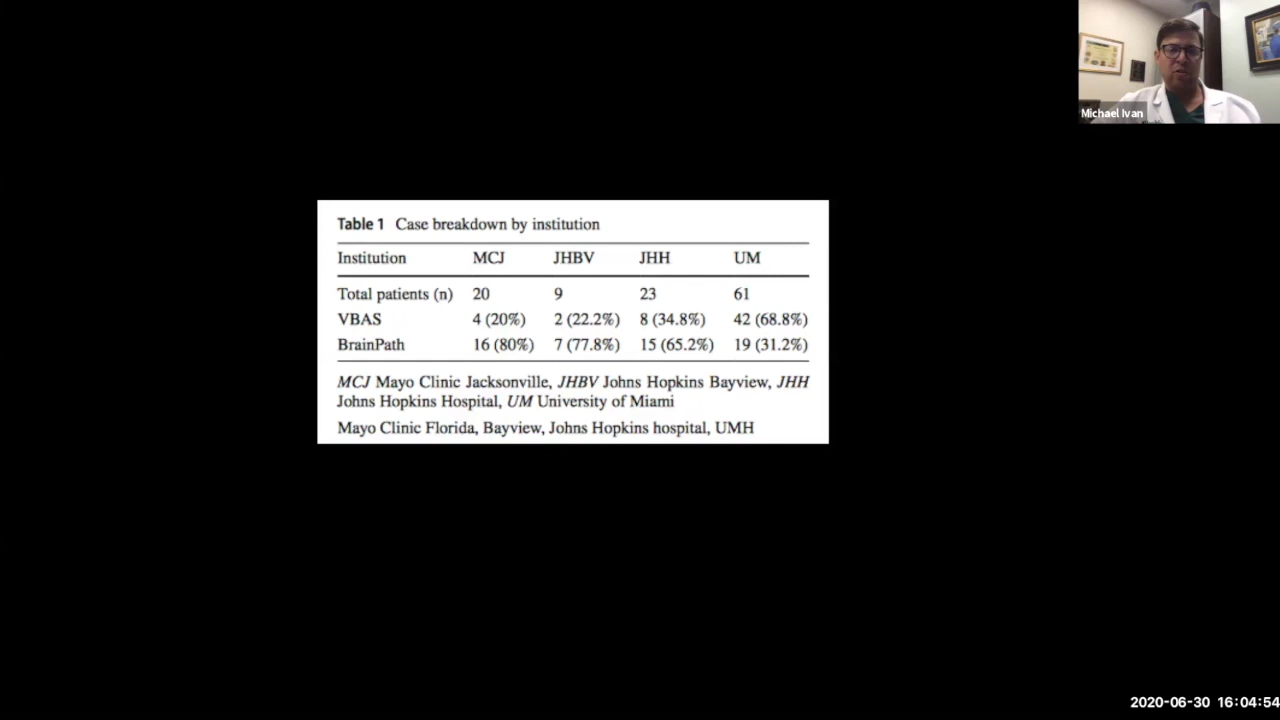 Michael Ivan
Table 1 Case breakdown by institution
Institution MCJ JHBV JHH UM
Total patients (n) 20 9 23 61
VBAS 4 (20%) 2 (22.2%) 8 (34.8%) 42 (68.8%)
BrainPath 16 (80%) 7 (77.8%) 15 (65.2%) 19 (31.2%)
MCJ Mayo Clinic Jacksonville, JHBV Johns Hopkins Bayview, JHH
Johns Hopkins Hospital, UM University of Miami
Mayo Clinic Florida, Bayview, Johns Hopkins hospital, UMH
2020-06-30 16:04:54